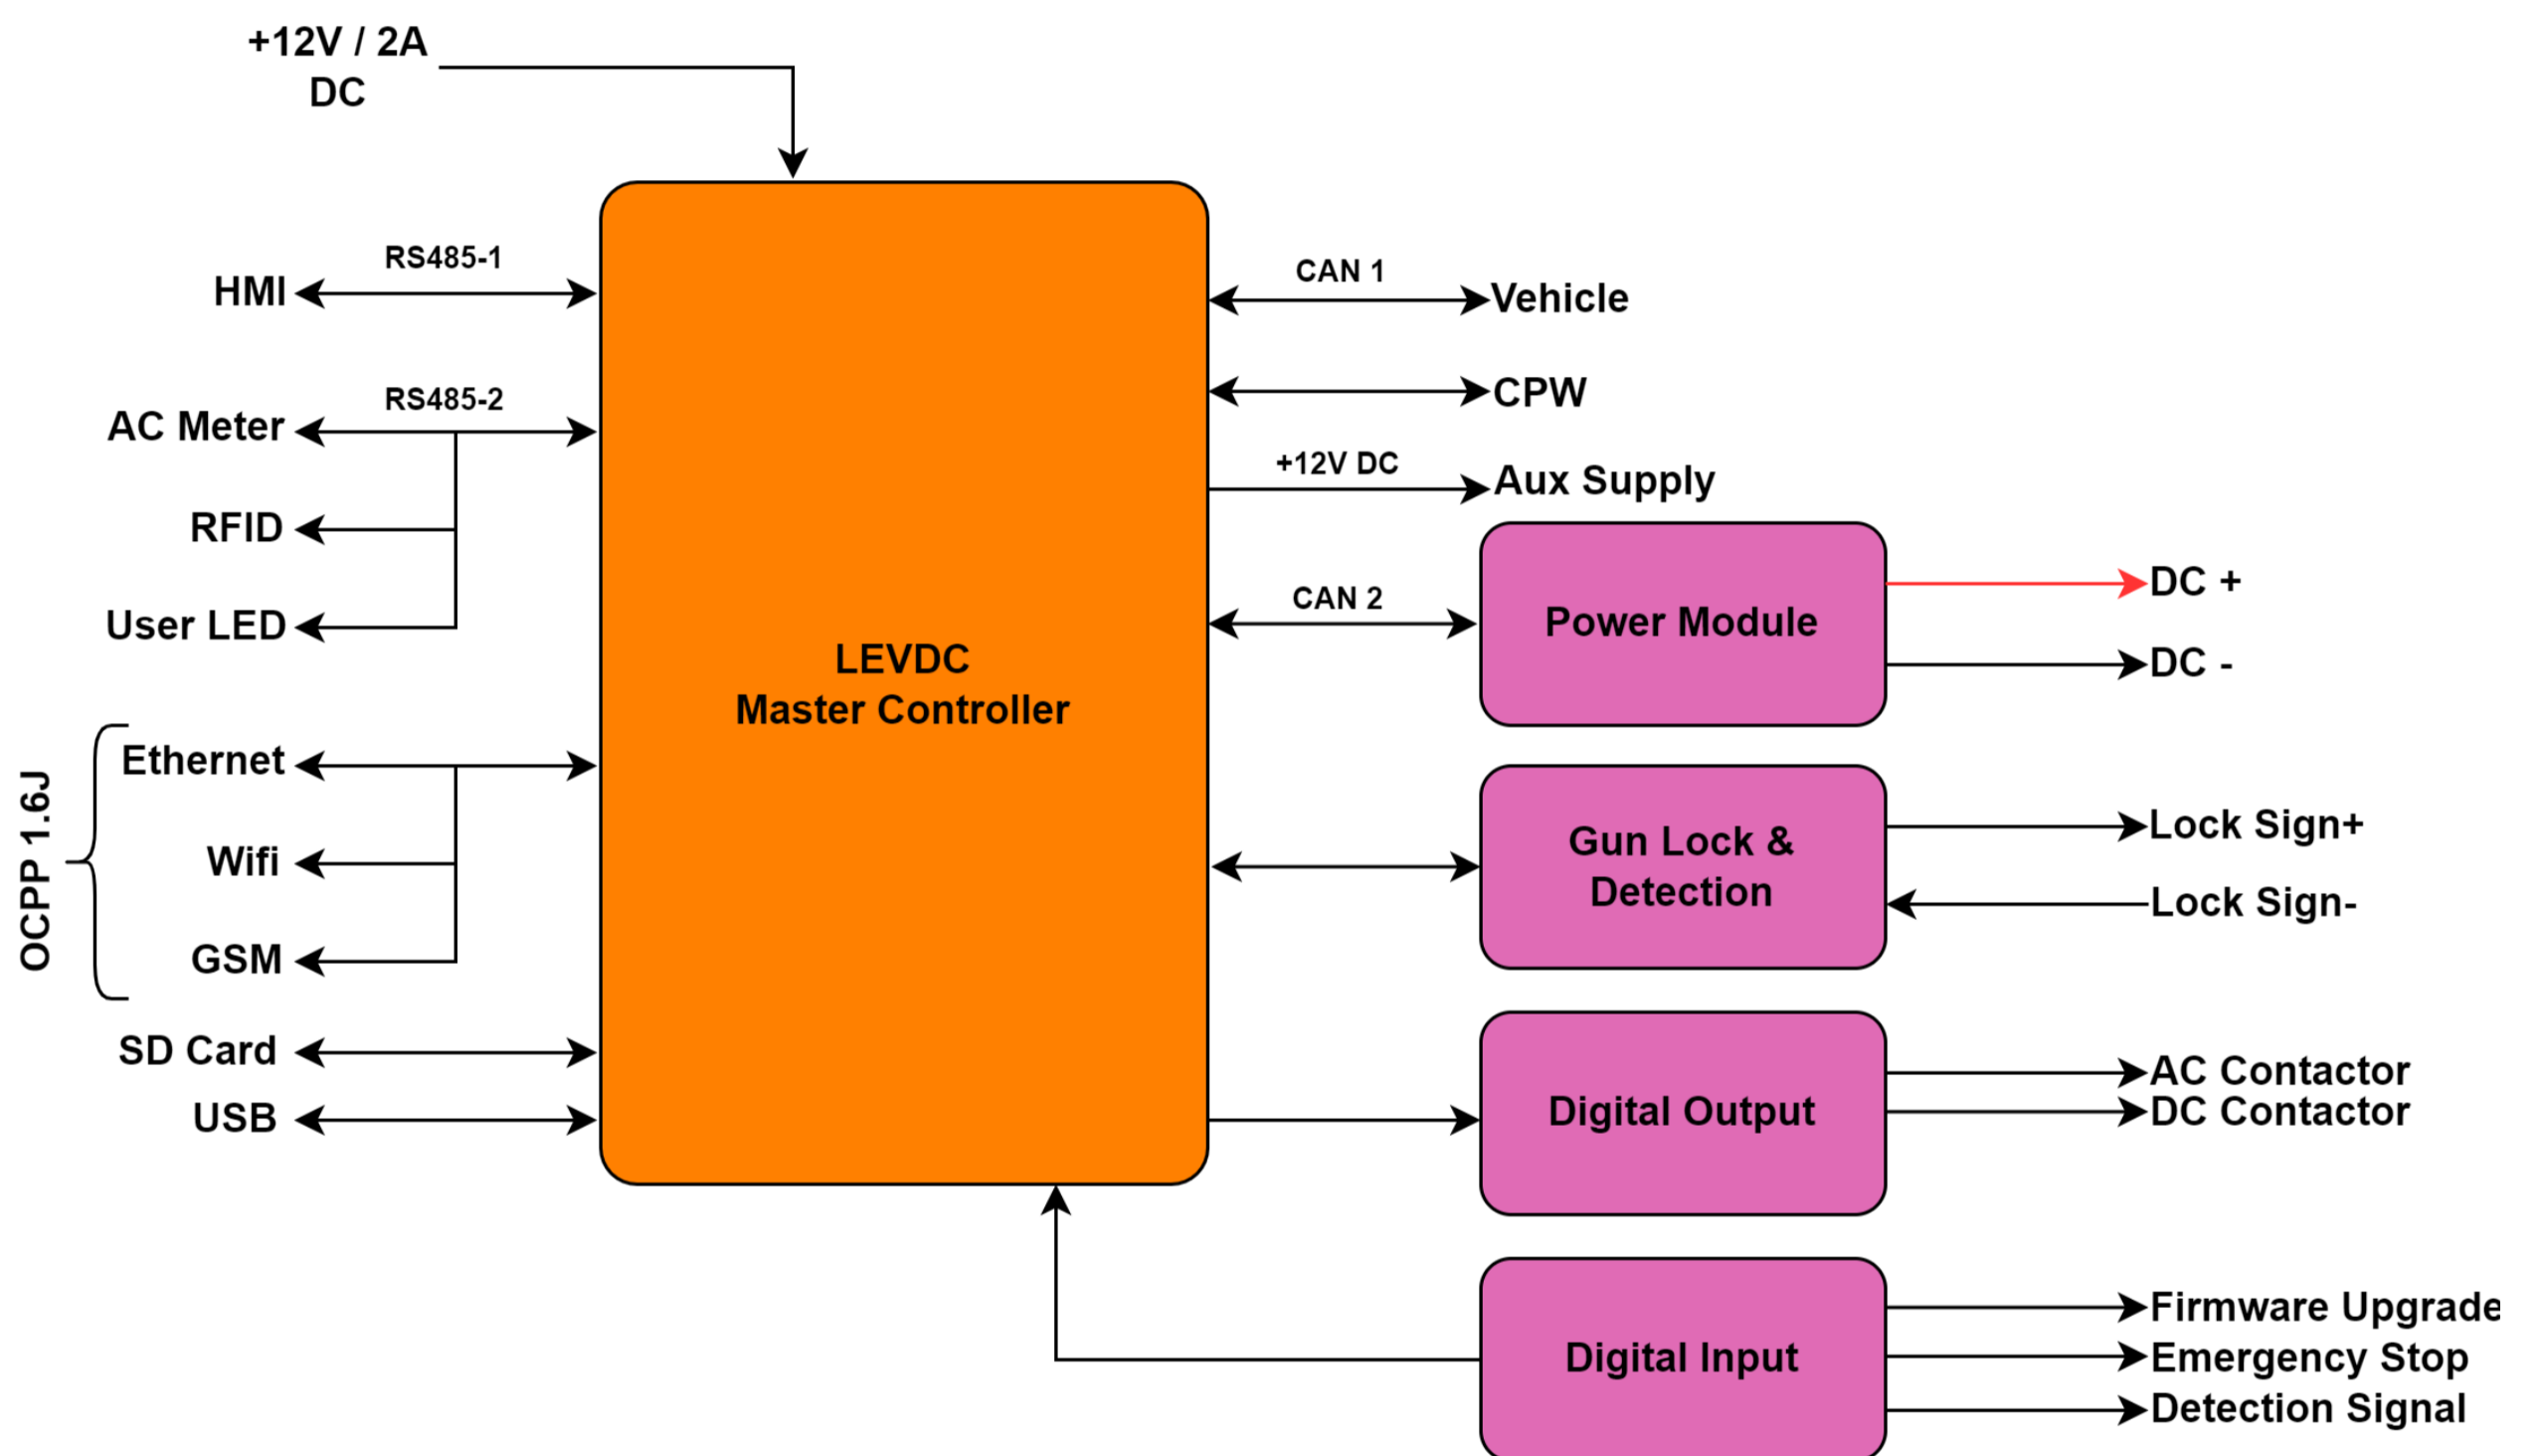 +12V / 2A
DC
RS485-1
HMI
RS485-2
AC Meter
RFID
User LED
OCPP 1.6J
Ethernet
Wifi
GSM
SD Card
USB
LEVDC
Master Controller
CAN 1
Vehicle
CPW
+12V DC
Aux Supply
CAN 2
Power Module
DC +
DC -
Gun Lock &
Detection
Lock Sign+
Lock Sign-
Digital Output
AC Contactor
DC Contactor
Digital Input
Firmware Upgrade
Emergency Stop
Detection Signal